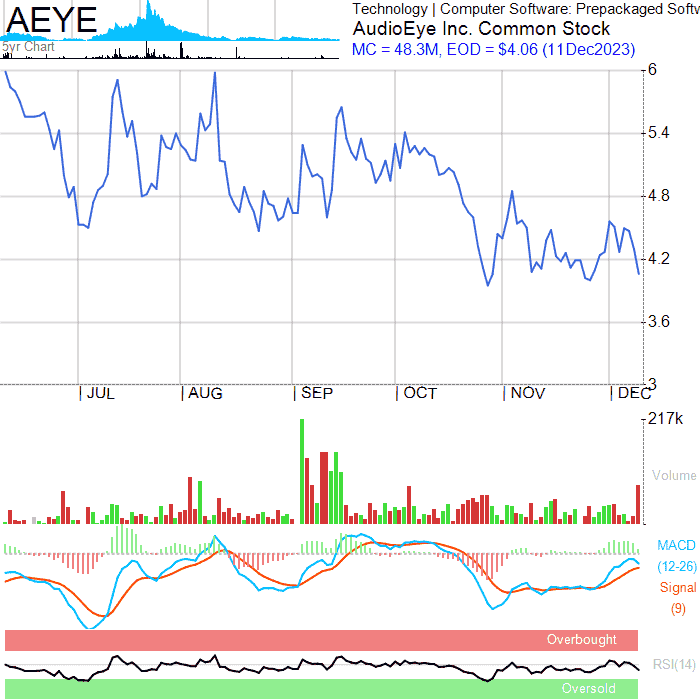 AEYE
5yr Chart
Technology | Computer Software: Prepackaged Softw
AudioEye Inc. Common Stock
MC = 48.3M, EOD = $4.06 (11Dec2023)
6
5.4
4.8
4.2
3.6
3
| JUL | AUG | SEP | OCT | NOV | DEC
217k
Volume
MACD
(12-26)
Signal
(9)
Overbought
RSI(14)
Oversold